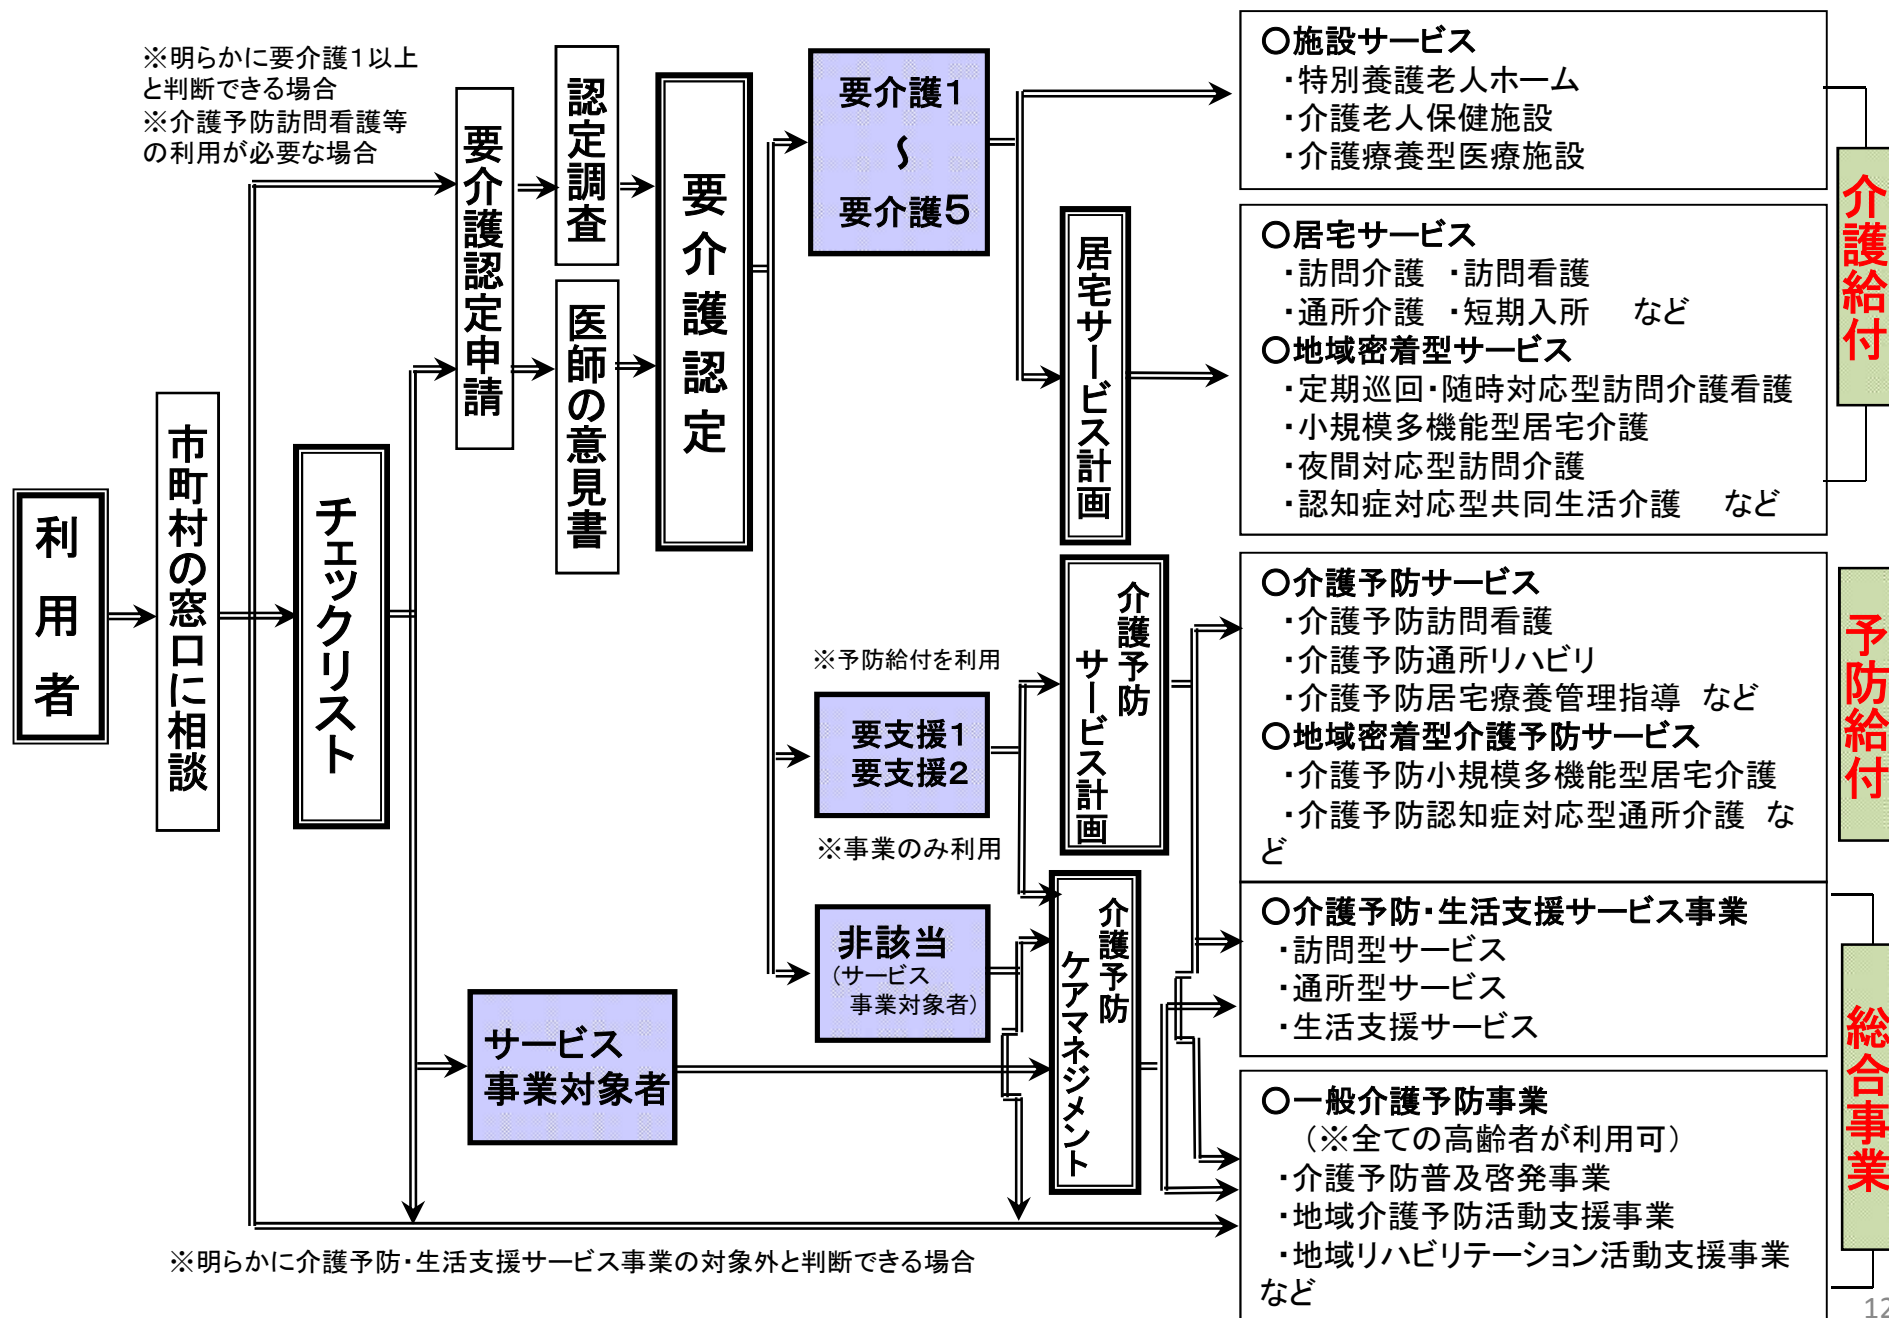 ※明らかに要介護１以上
と判断できる場合
※介護予防訪問看護等
の利用が必要な場合
利用者
市町村の窓口に相談
チェックリスト
要介護認定申請
認定調査
医師の意見書
要介護認定
要介護１
〜
要介護５
※予防給付を利用
要支援１
要支援２
※事業のみ利用
非該当
（サービス
事業対象者）
サービス
事業対象者
居宅サービス計画
介護予防
サービス計画
介護予防
ケアマネジメント
○施設サービス
・特別養護老人ホーム
・介護老人保健施設
・介護療養型医療施設
○居宅サービス
・訪問介護　・訪問看護
・通所介護　・短期入所　など
○地域密着型サービス
・定期巡回・随時対応型訪問介護看護
・小規模多機能型居宅介護
・夜間対応型訪問介護
・認知症対応型共同生活介護　など
介護給付
○介護予防サービス
・介護予防訪問看護
・介護予防通所リハビリ
・介護予防居宅療養管理指導　など
○地域密着型介護予防サービス
・介護予防小規模多機能型居宅介護
・介護予防認知症対応型通所介護　な
ど
予防給付
○介護予防・生活支援サービス事業
・訪問型サービス
・通所型サービス
・生活支援サービス
○一般介護予防事業
（※全ての高齢者が利用可）
・介護予防普及啓発事業
・地域介護予防活動支援事業
・地域リハビリテーション活動支援事業
など
総合事業
※明らかに介護予防・生活支援サービス事業の対象外と判断できる場合
12